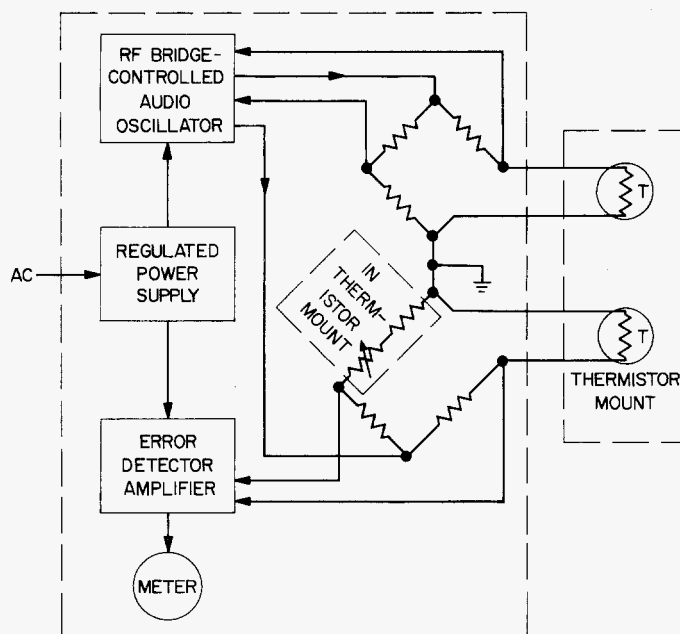 RF BRIDGE-
CONTROLLED
AUDIO
OSCILLATOR
T
AC
REGULATED
POWER
SUPPLY
IN
THERM-
ISTOR
MOUNT
T
THERMISTOR
MOUNT
ERROR
DETECTOR
AMPLIFIER
METER